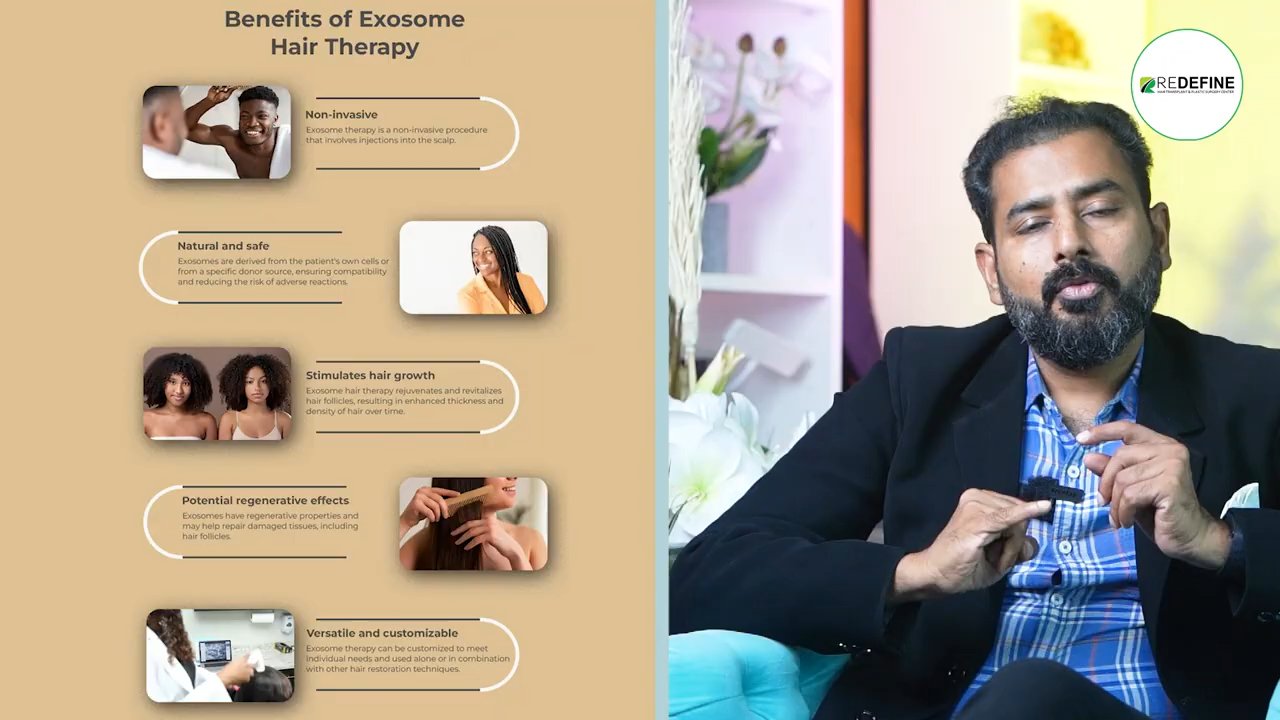 Benefits of Exosome
Hair Therapy
Non-invasive
Exosome therapy is a non-invasive procedure
that involves injections into the scalp.
Natural and safe
Exosomes are derived from the patient's own cells or
from a specific donor source, ensuring compatibility
and reducing the risk of adverse reactions.
Stimulates hair growth
Exosome hair therapy rejuvenates and revitalizes
hair follicles, resulting in enhanced thickness and
density of hair over time.
Potential regenerative effects
Exosomes have regenerative properties and
may help repair damaged tissues, including
hair follicles.
Versatile and customizable
Exosome therapy can be customized to meet
individual needs and used alone or in combination
with other hair restoration techniques.
REDEFINE
HAIR TRANSPLANT & PLASTIC SURGERY CENTER